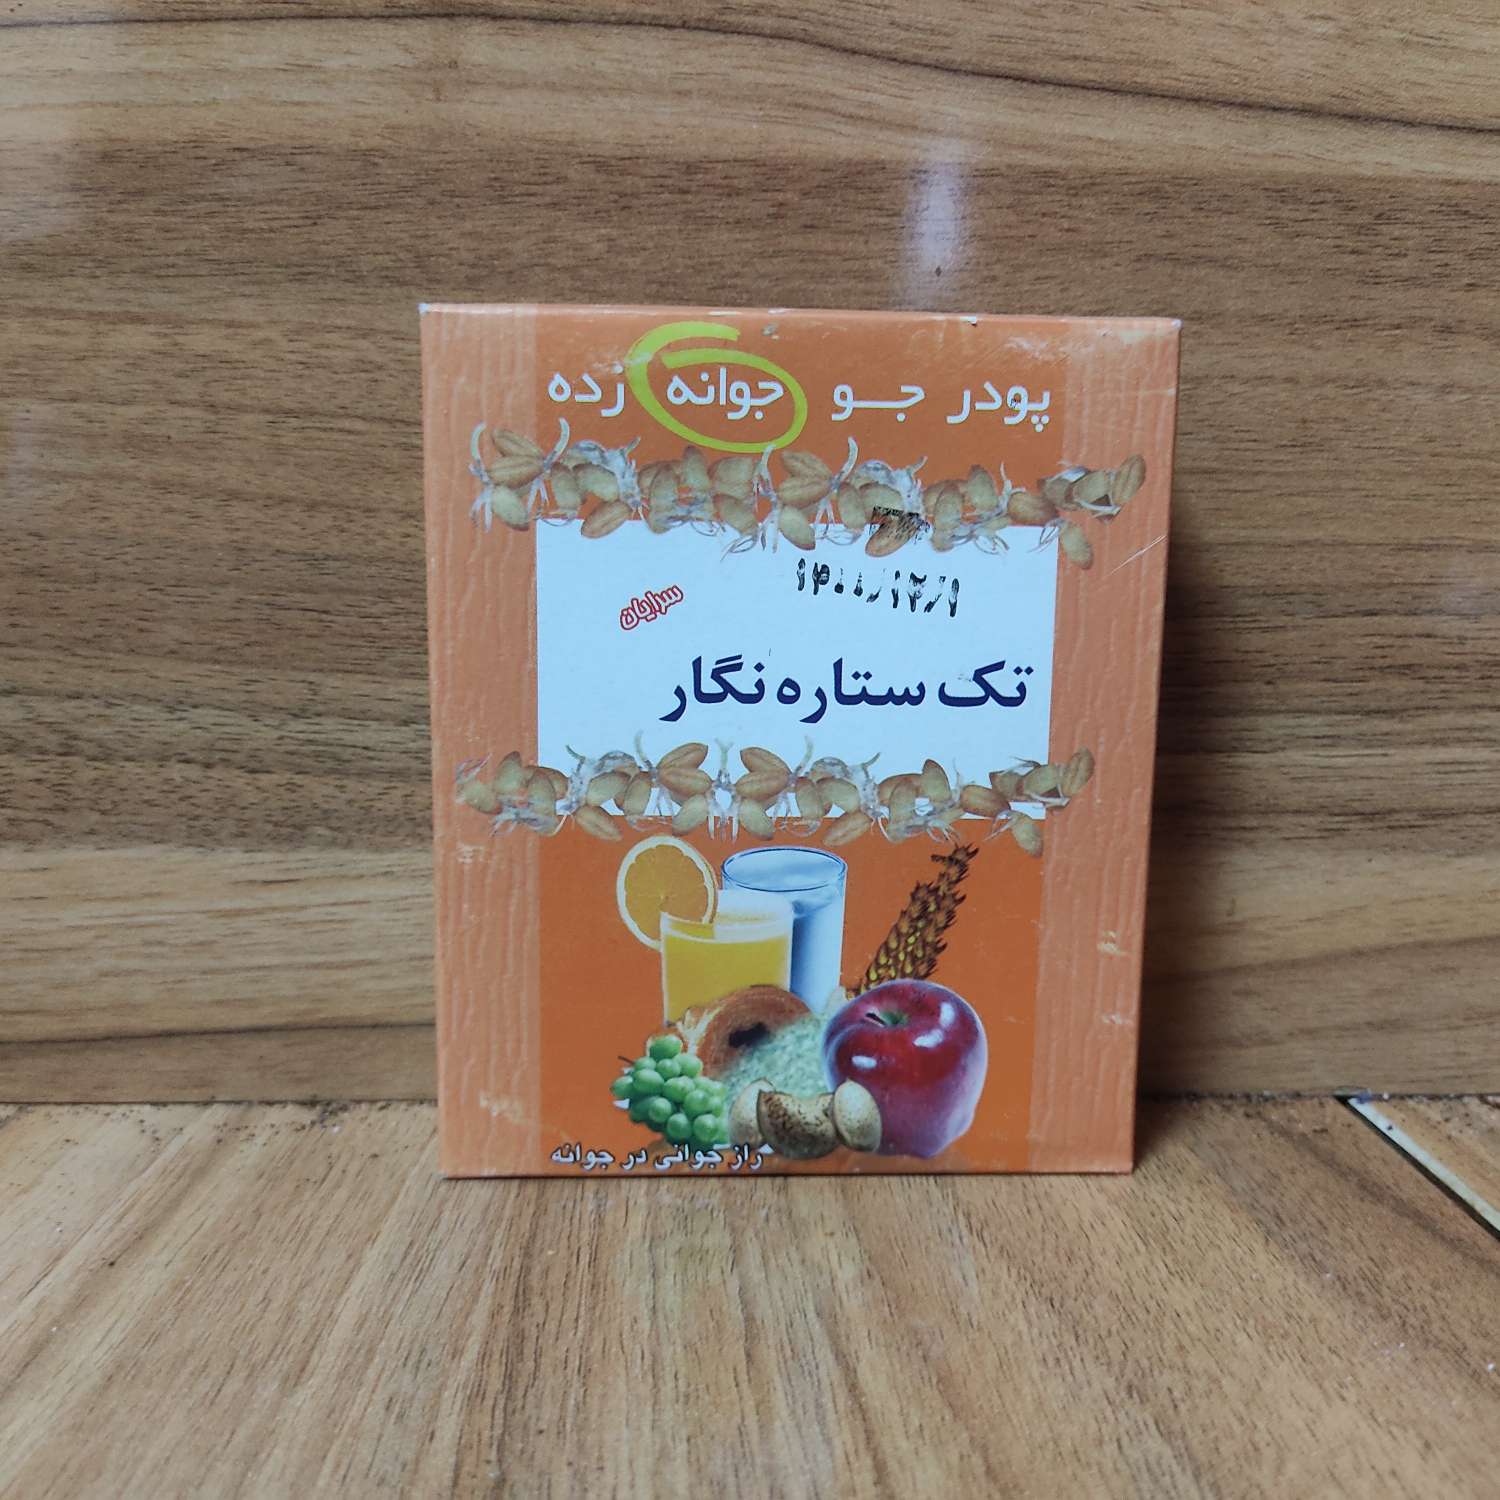 پودر جو جوانه زده
۱۴۰۰/۱۲/۱
سرایان
تک ستاره نگار
راز جوانی در جوانه